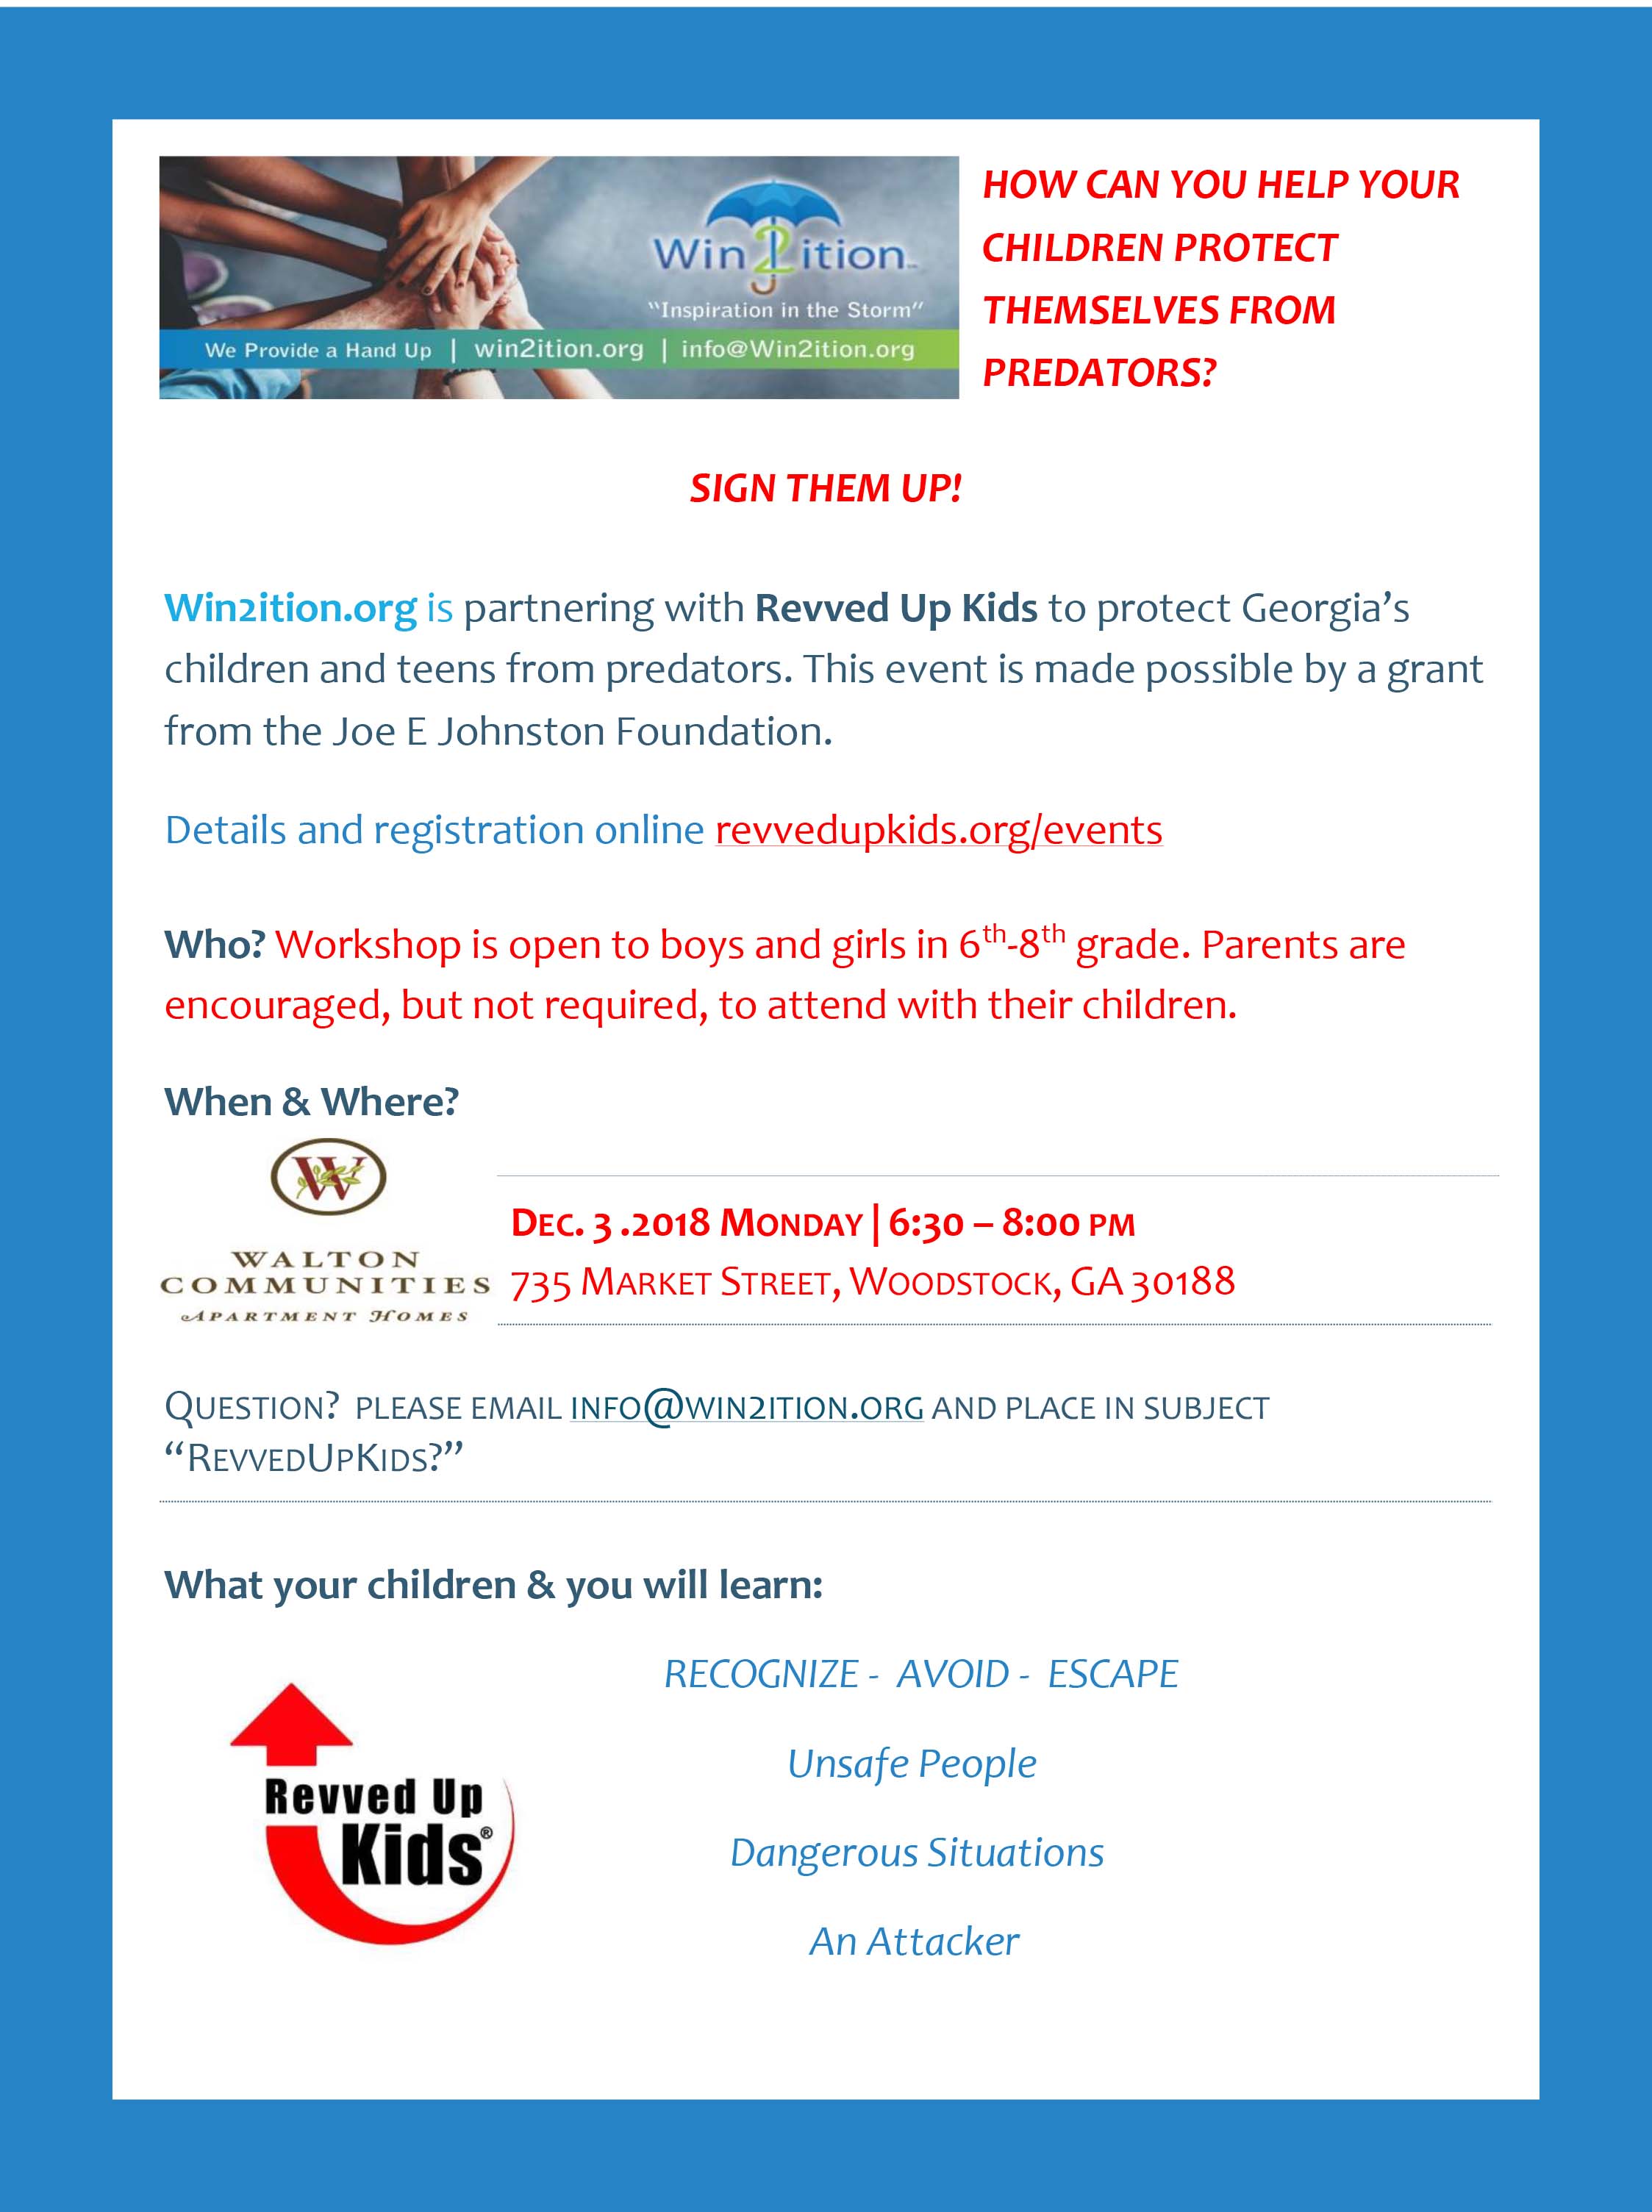 Win2ition™
"Inspiration in the Storm"
We Provide a Hand Up | win2ition.org | info@Win2ition.org
HOW CAN YOU HELP YOUR
CHILDREN PROTECT
THEMSELVES FROM
PREDATORS?
SIGN THEM UP!
Win2ition.org is partnering with Revved Up Kids to protect Georgia’s
children and teens from predators. This event is made possible by a grant
from the Joe E Johnston Foundation.
Details and registration online revvedupkids.org/events
Who? Workshop is open to boys and girls in 6th-8th grade. Parents are
encouraged, but not required, to attend with their children.
When & Where?
W
WALTON
COMMUNITIES
APARTMENT HOMES
DEC. 3 .2018 MONDAY | 6:30 – 8:00 PM
735 MARKET STREET, WOODSTOCK, GA 30188
QUESTION? PLEASE EMAIL INFO@WIN2ITION.ORG AND PLACE IN SUBJECT
“REVVEDUPKIDS?”
What your children & you will learn:
RECOGNIZE - AVOID - ESCAPE
Unsafe People
Dangerous Situations
An Attacker
Revved Up
Kids®